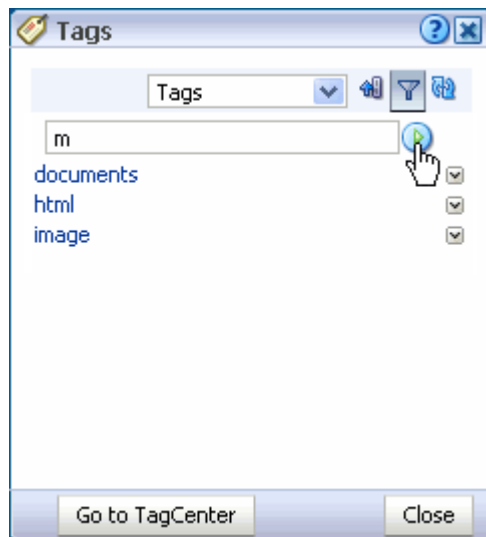 Tags
?
Tags
m
documents
html
image
Go to TagCenter
Close